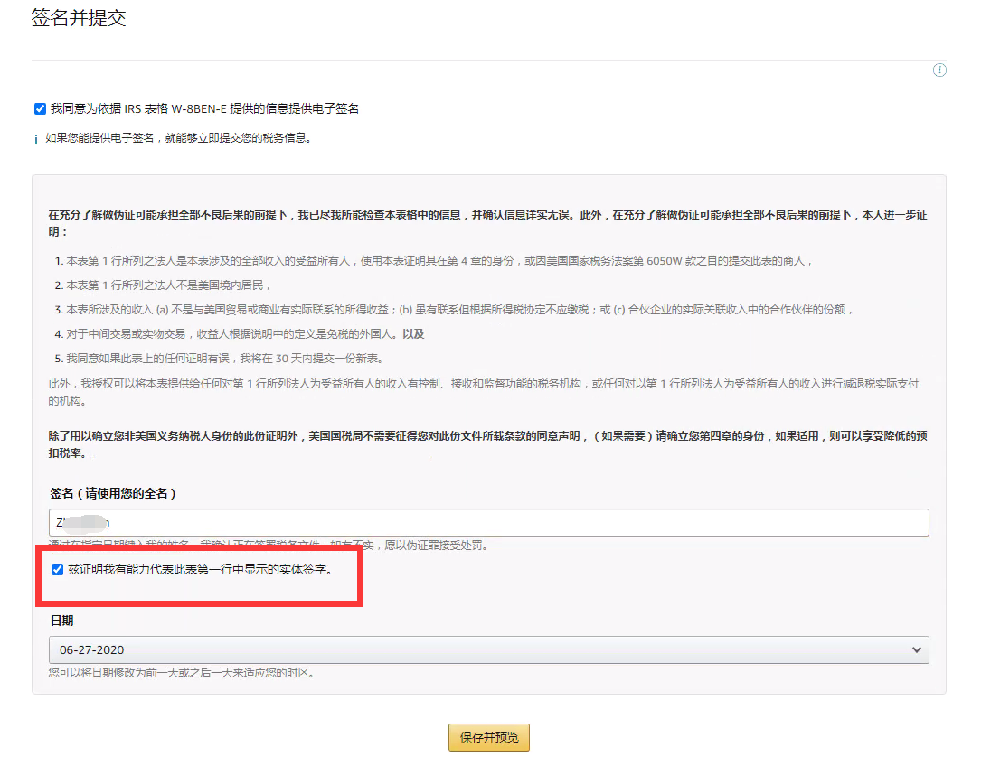 签名并提交
我同意为依据 IRS 表格 W-8BEN-E 提供的信息提供电子签名
i 如果您能提供电子签名，就能够立即提交您的税务信息。
在充分了解做伪证可能承担全部不良后果的前提下，我已尽我所能检查本表格中的信息，并确认信息详实无误。此外，在充分了解做伪证可能承担全部不良后果的前提下，本人进一步证
明：
1. 本表第 1 行所列之法人是本表涉及的全部收入的受益所有人，使用本表证明其在第 4 章的身份，或因美国国家税务法案第 6050W 款之目的提交此表的商人，
2. 本表第 1 行所列之法人不是美国境内居民，
3. 本表所涉及的收入 (a) 不是与美国贸易或商业有实际联系的所得收益；(b) 虽有联系但根据所得税协定不应缴税；或 (c) 合伙企业的实际关联收入中的合作伙伴的份额，
4. 对于中间交易或实物交易，收益人根据说明中的定义是免税的外国人。以及
5. 我同意如果此表上的任何证明有误，我将在 30 天内提交一份新表。
此外，我授权可以将本表提供给任何对第 1 行所列法人为受益所有人的收入有控制、接收和监督功能的税务机构，或任何对以第 1 行所列法人为受益所有人的收入进行减退税实际支付
的机构。
除了用以确立您非美国义务纳税人身份的此份证明外，美国国税局不需要征得您对此份文件所载条款的同意声明，（如果需要）请确立您第四章的身份，如果适用，则可以享受降低的预
扣税率。
签名（请使用您的全名）
通过在指定日期键入我的姓名，我确认正在签署税务文件，如有不实，愿以伪证罪接受处罚。
兹证明我有能力代表此表第一行中显示的实体签字。
日期
06-27-2020
您可以将日期修改为前一天或之后一天来适应您的时区。
保存并预览